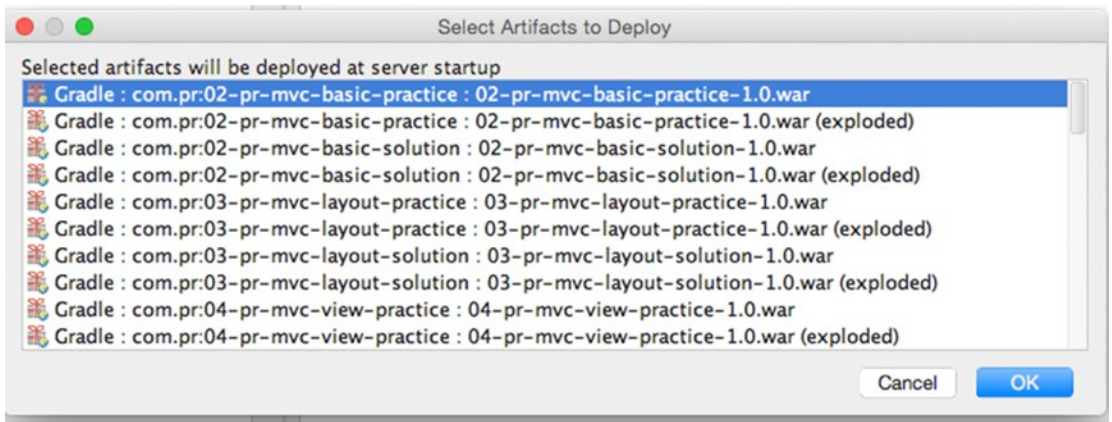 Select Artifacts to Deploy
Selected artifacts will be deployed at server startup
Gradle : com.pr:02-pr-mvc-basic-practice : 02-pr-mvc-basic-practice-1.0.war
Gradle : com.pr:02-pr-mvc-basic-practice : 02-pr-mvc-basic-practice-1.0.war (exploded)
Gradle : com.pr:02-pr-mvc-basic-solution : 02-pr-mvc-basic-solution-1.0.war
Gradle : com.pr:02-pr-mvc-basic-solution : 02-pr-mvc-basic-solution-1.0.war (exploded)
Gradle : com.pr:03-pr-mvc-layout-practice : 03-pr-mvc-layout-practice-1.0.war
Gradle : com.pr:03-pr-mvc-layout-practice : 03-pr-mvc-layout-practice-1.0.war (exploded)
Gradle : com.pr:03-pr-mvc-layout-solution : 03-pr-mvc-layout-solution-1.0.war
Gradle : com.pr:03-pr-mvc-layout-solution : 03-pr-mvc-layout-solution-1.0.war (exploded)
Gradle : com.pr:04-pr-mvc-view-practice : 04-pr-mvc-view-practice-1.0.war
Gradle : com.pr:04-pr-mvc-view-practice : 04-pr-mvc-view-practice-1.0.war (exploded)
Cancel OK